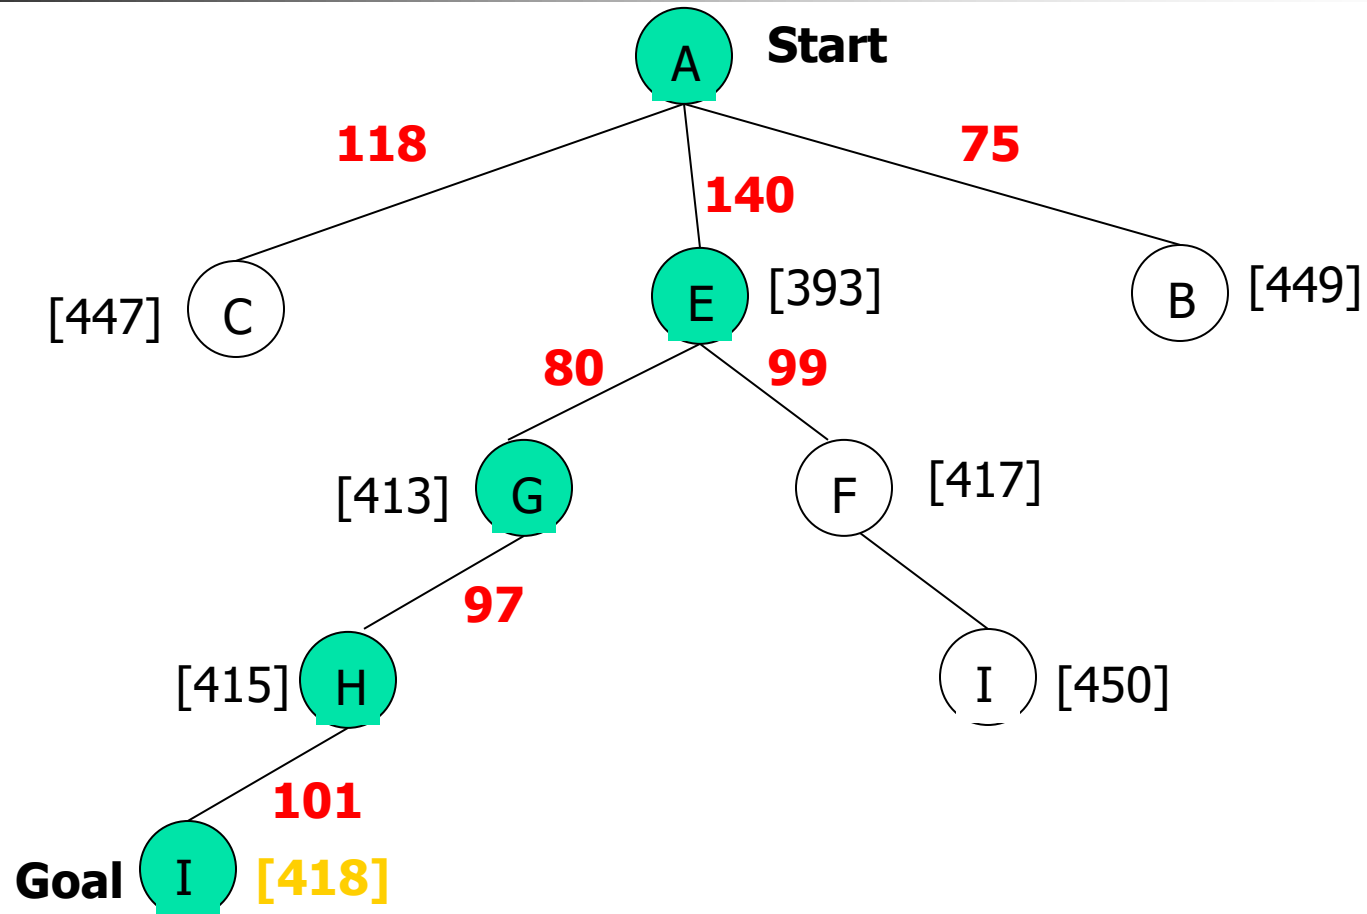 A Start
118
75
140
[447] C
E [393]
B [449]
80
99
[413] G
F [417]
97
[415] H
I [450]
101
Goal I [418]